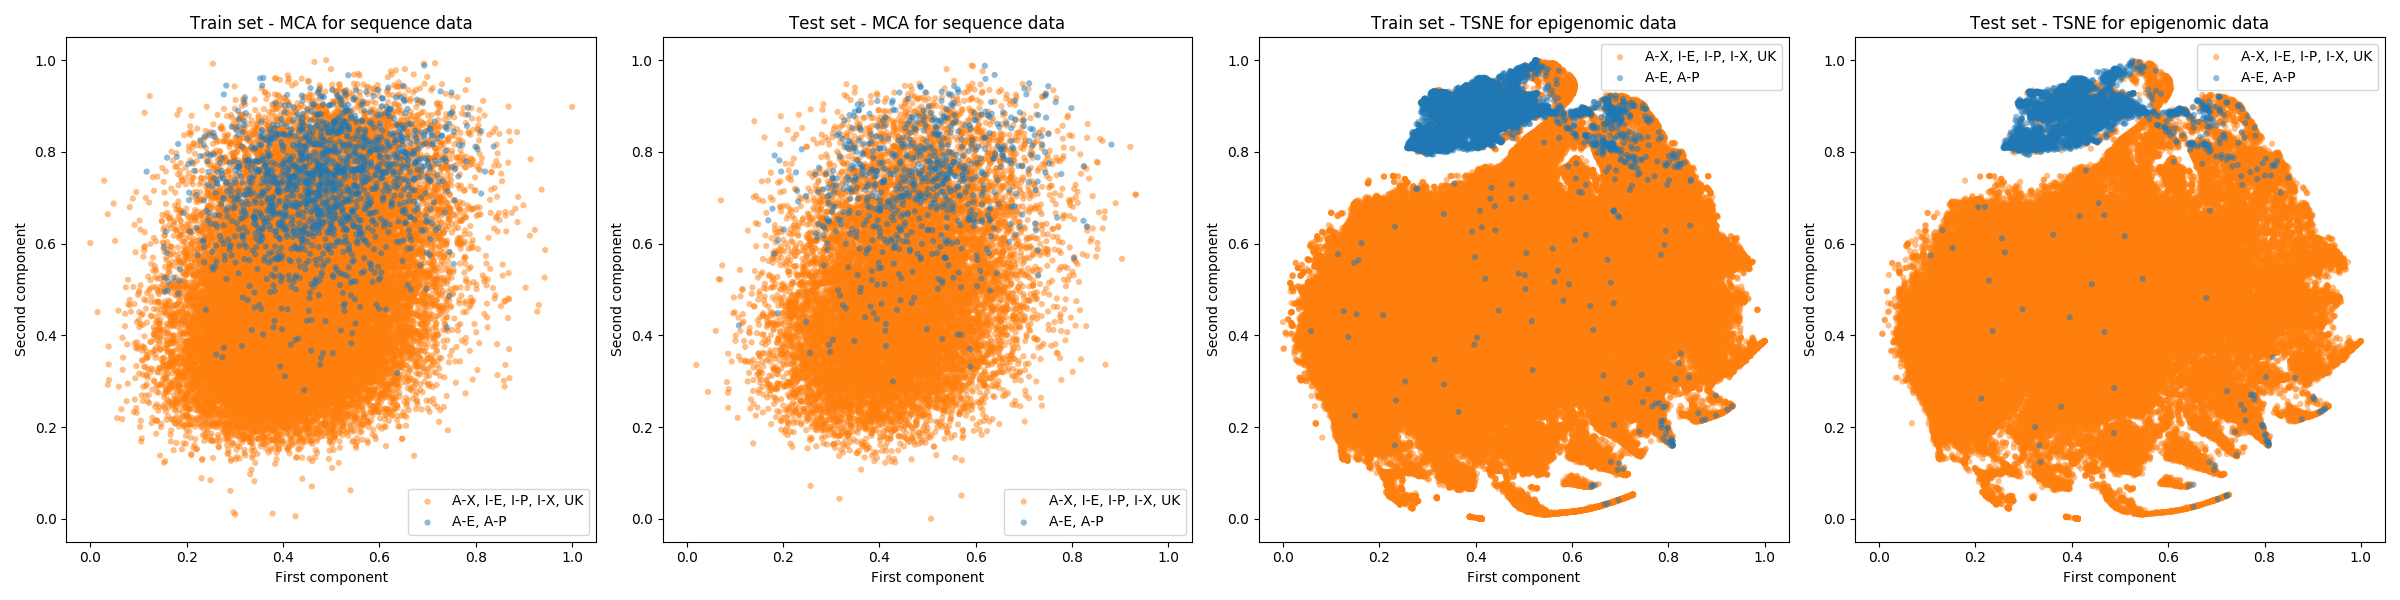 Train set - MCA for sequence data
1.0
0.8
0.6
0.4
0.2
0.0
Second component
A-X, I-E, I-P, I-X, UK
A-E, A-P
0.0 0.2 0.4 0.6 0.8 1.0
First component
Test set - MCA for sequence data
1.0
0.8
0.6
0.4
0.2
0.0
Second component
A-X, I-E, I-P, I-X, UK
A-E, A-P
0.0 0.2 0.4 0.6 0.8 1.0
First component
Train set - TSNE for epigenomic data
A-X, I-E, I-P, I-X, UK
A-E, A-P
1.0
0.8
0.6
0.4
0.2
0.0
Second component
0.0 0.2 0.4 0.6 0.8 1.0
First component
Test set - TSNE for epigenomic data
A-X, I-E, I-P, I-X, UK
A-E, A-P
1.0
0.8
0.6
0.4
0.2
0.0
Second component
0.0 0.2 0.4 0.6 0.8 1.0
First component